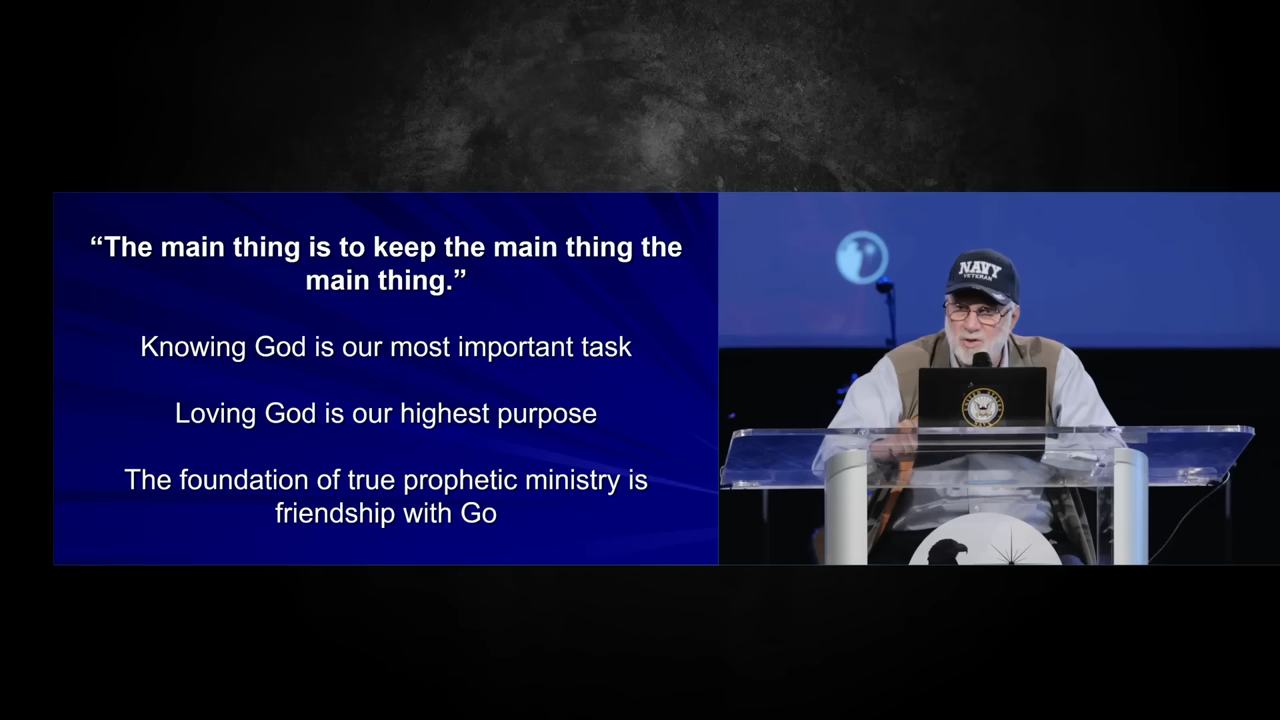 “The main thing is to keep the main thing the
main thing.”
Knowing God is our most important task
Loving God is our highest purpose
The foundation of true prophetic ministry is
friendship with Go
NAVY
VETERAN